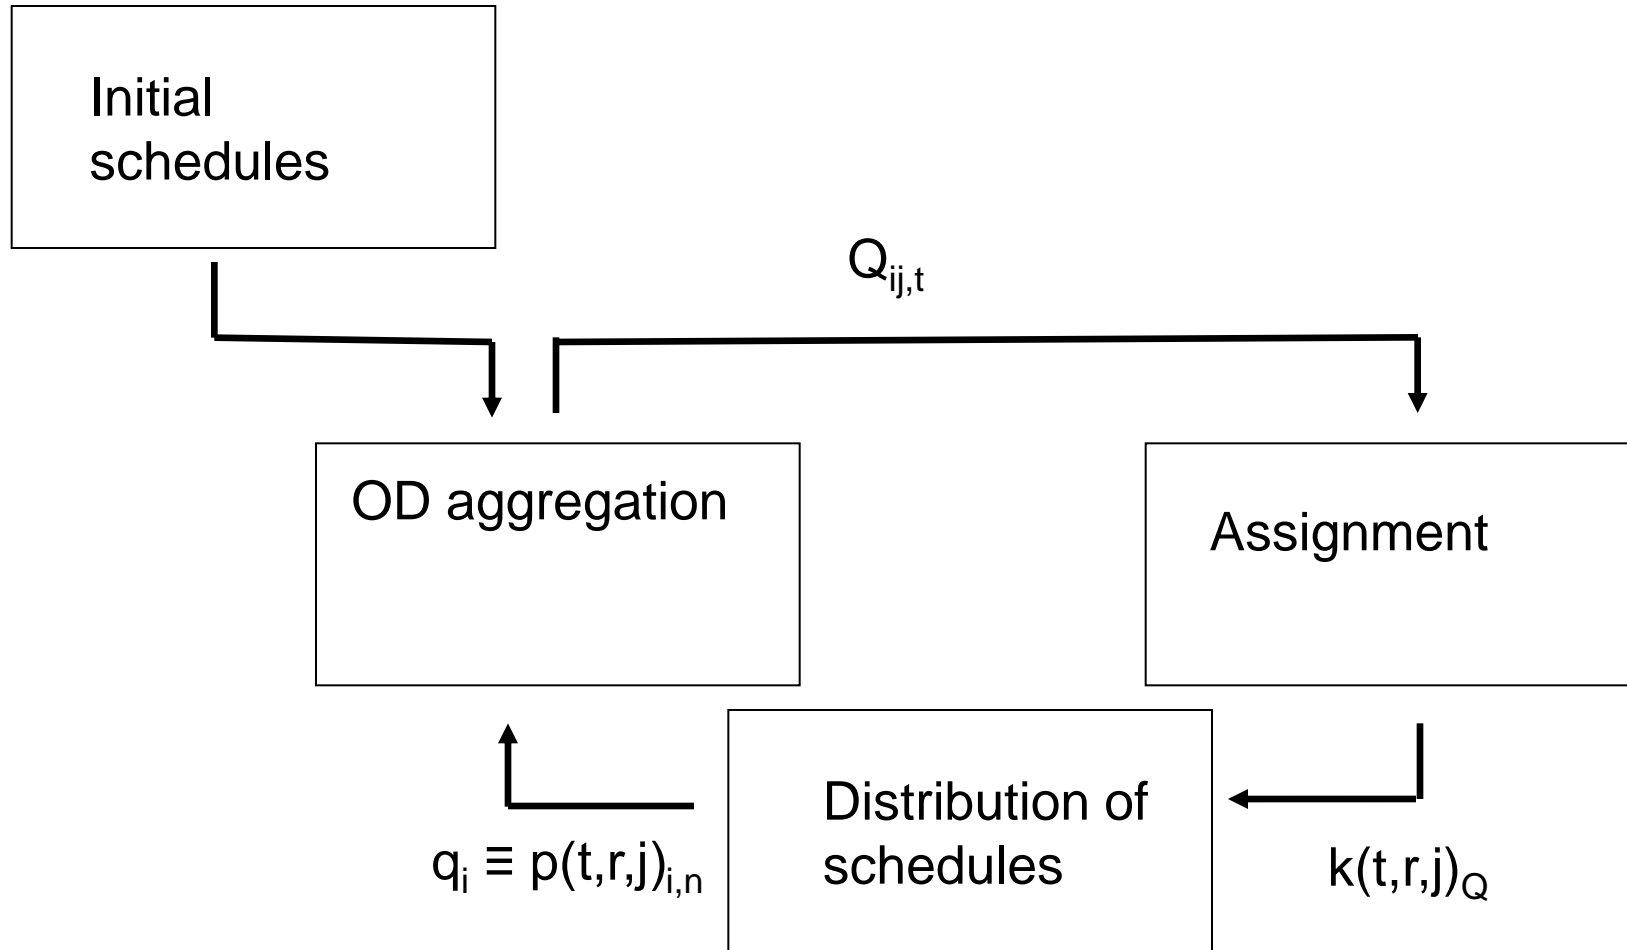 Initial
schedules
Q_ij,t
OD aggregation
Assignment
Distribution of
schedules
q_i ≡ p(t,r,j)_i,n
k(t,r,j)_Q